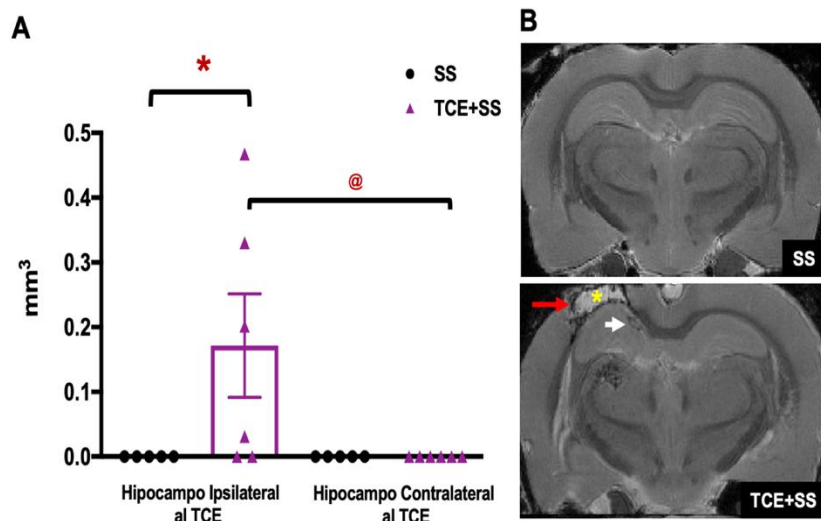 A
B
*
SS
TCE+SS
@
mm³
0.5
0.4
0.3
0.2
0.1
0.0
Hipocampo Ipsilateral
al TCE
Hipocampo Contralateral
al TCE
SS
*
TCE+SS